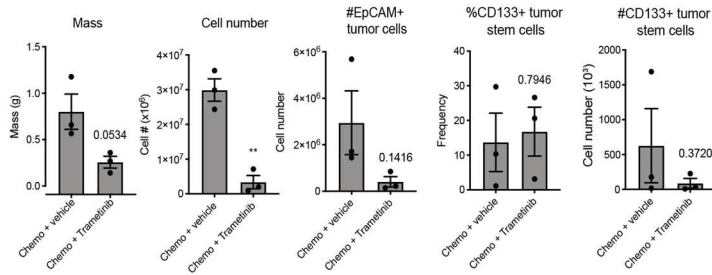 Mass
Mass (g)
1.5
1.0
0.5
0.0
0.0534
Chemo + vehicle
Chemo + Trametinib
Cell number
Cell # (x10⁶)
4×10⁷
3×10⁷
2×10⁷
1×10⁷
0
**
Chemo + vehicle
Chemo + Trametinib
#EpCAM+
tumor cells
Cell number
6×10⁶
4×10⁶
2×10⁶
0
0.1416
Chemo + vehicle
Chemo + Trametinib
%CD133+ tumor
stem cells
Frequency
40
30
20
10
0
0.7946
Chemo + vehicle
Chemo + Trametinib
#CD133+ tumor
stem cells
Cell number (10³)
2000
1500
1000
500
0
0.3720
Chemo + vehicle
Chemo + Trametinib